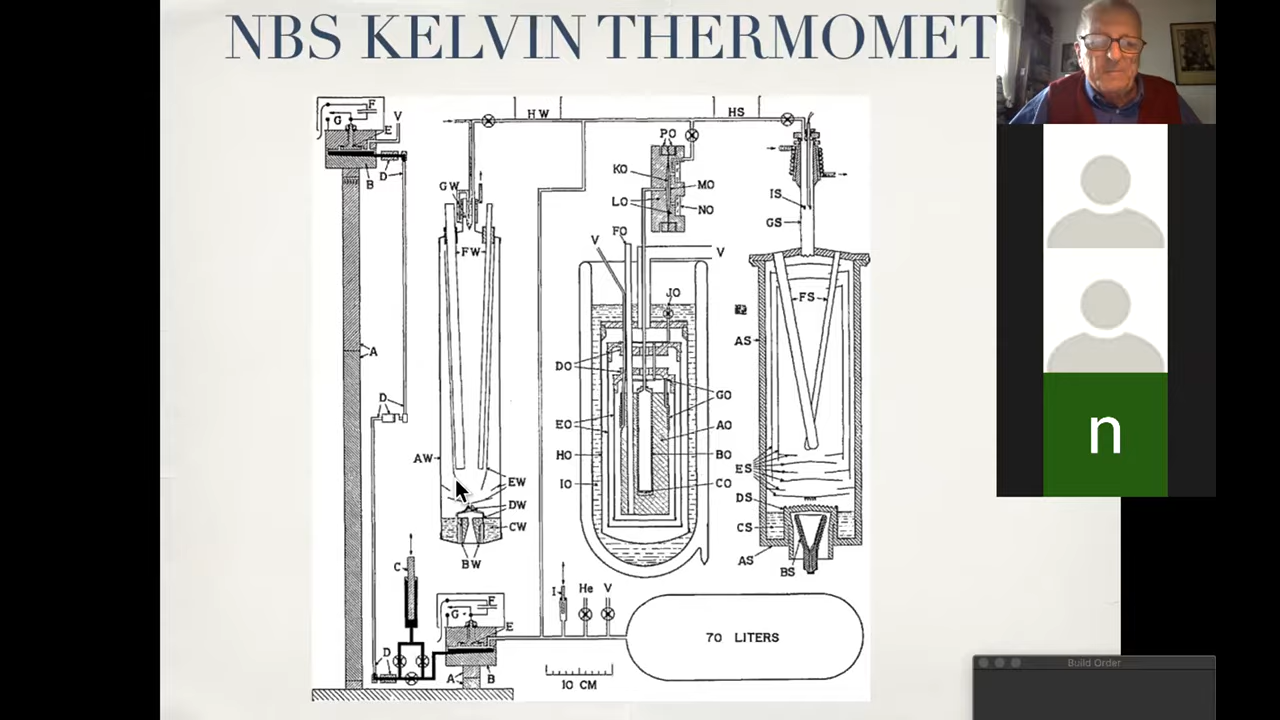 NBS KELVIN THERMOMET
F
G
E
V
D
B
HW
HS
PO
KO
MO
LO
NO
GW
IS
GS
FO
V
V
FW
JO
FS
A
AS
DO
GO
D
EO
AO
AW
HO
BO
ES
IO
CO
EW
DS
DW
CW
CS
BW
AS
BS
C
I
He
V
F
G
E
70 LITERS
D
A
B
10 CM
n
Build Order